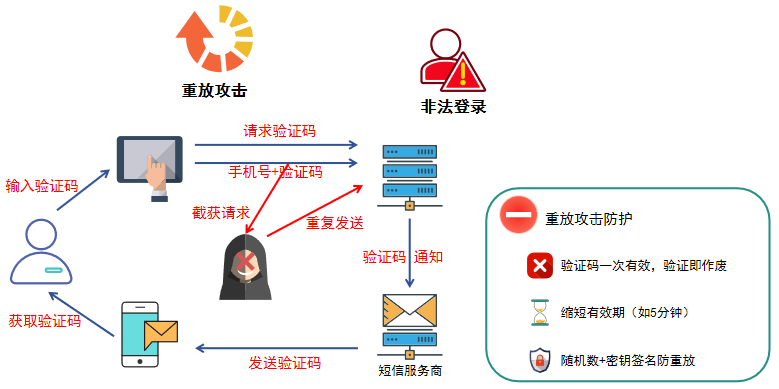 重放攻击
非法登录
请求验证码
手机号+验证码
输入验证码
截获请求
重复发送
验证码 通知
获取验证码
发送验证码
短信服务商
重放攻击防护
验证码一次有效，验证即作废
缩短有效期（如5分钟）
随机数+密钥签名防重放